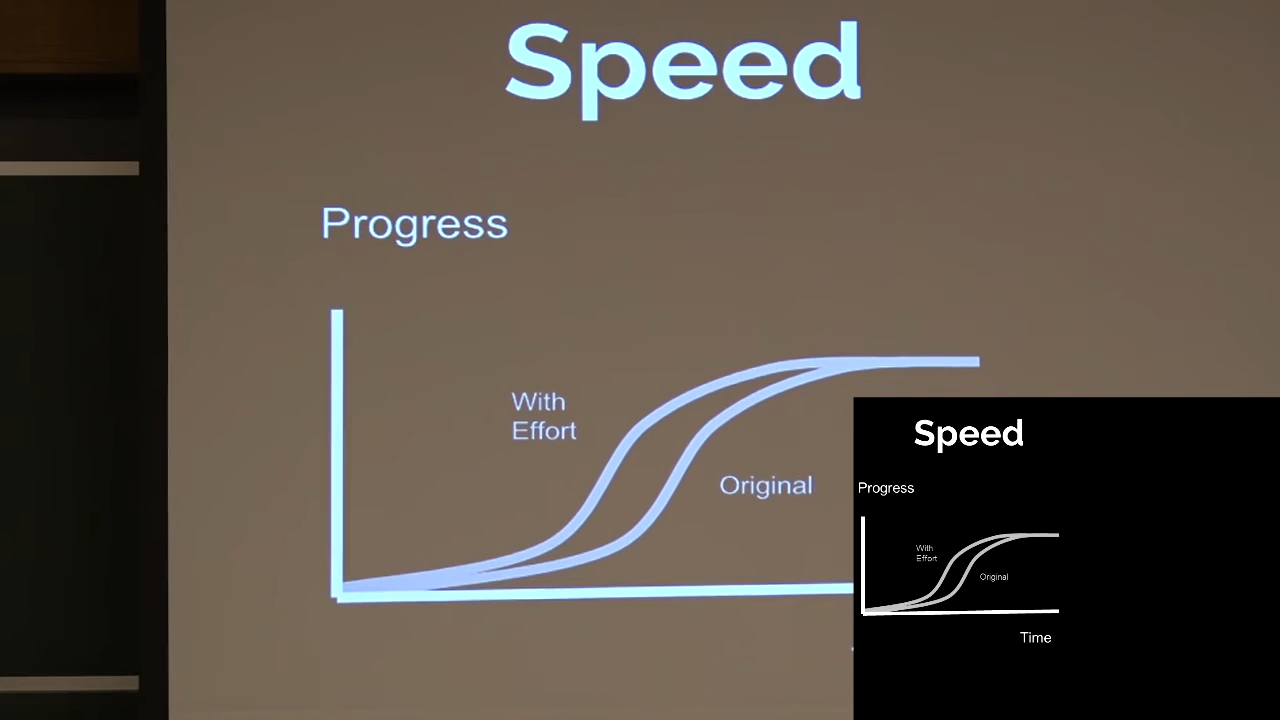 Speed
Progress
With
Effort
Original
Speed
Progress
With
Effort
Original
Time